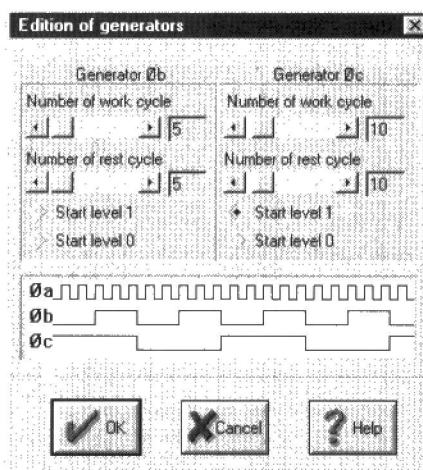 Edition of generators
Generator Øb
Number of work cycle
5
Number of rest cycle
5
Start level 1
Start level 0
Generator Øc
Number of work cycle
10
Number of rest cycle
10
Start level 1
Start level 0
Øa
Øb
Øc
OK
Cancel
Help